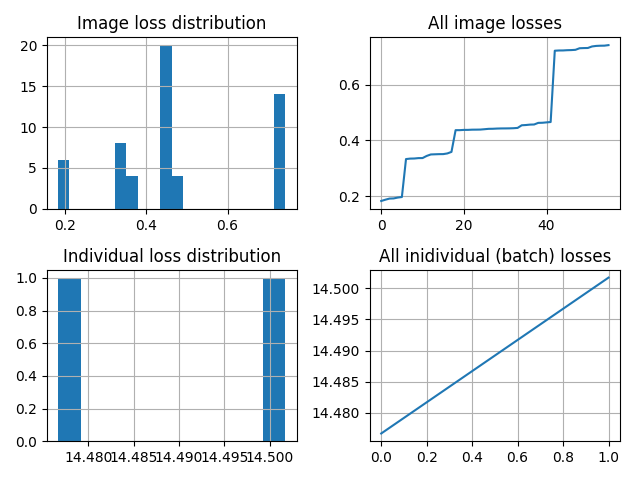 Image loss distribution
20
15
10
5
0
0.2 0.4 0.6
All image losses
0.6
0.4
0.2
0 20 40
Individual loss distribution
1.0
0.8
0.6
0.4
0.2
0.0
14.480 14.485 14.490 14.495 14.500
All inidividual (batch) losses
14.500
14.495
14.490
14.485
14.480
0.0 0.2 0.4 0.6 0.8 1.0